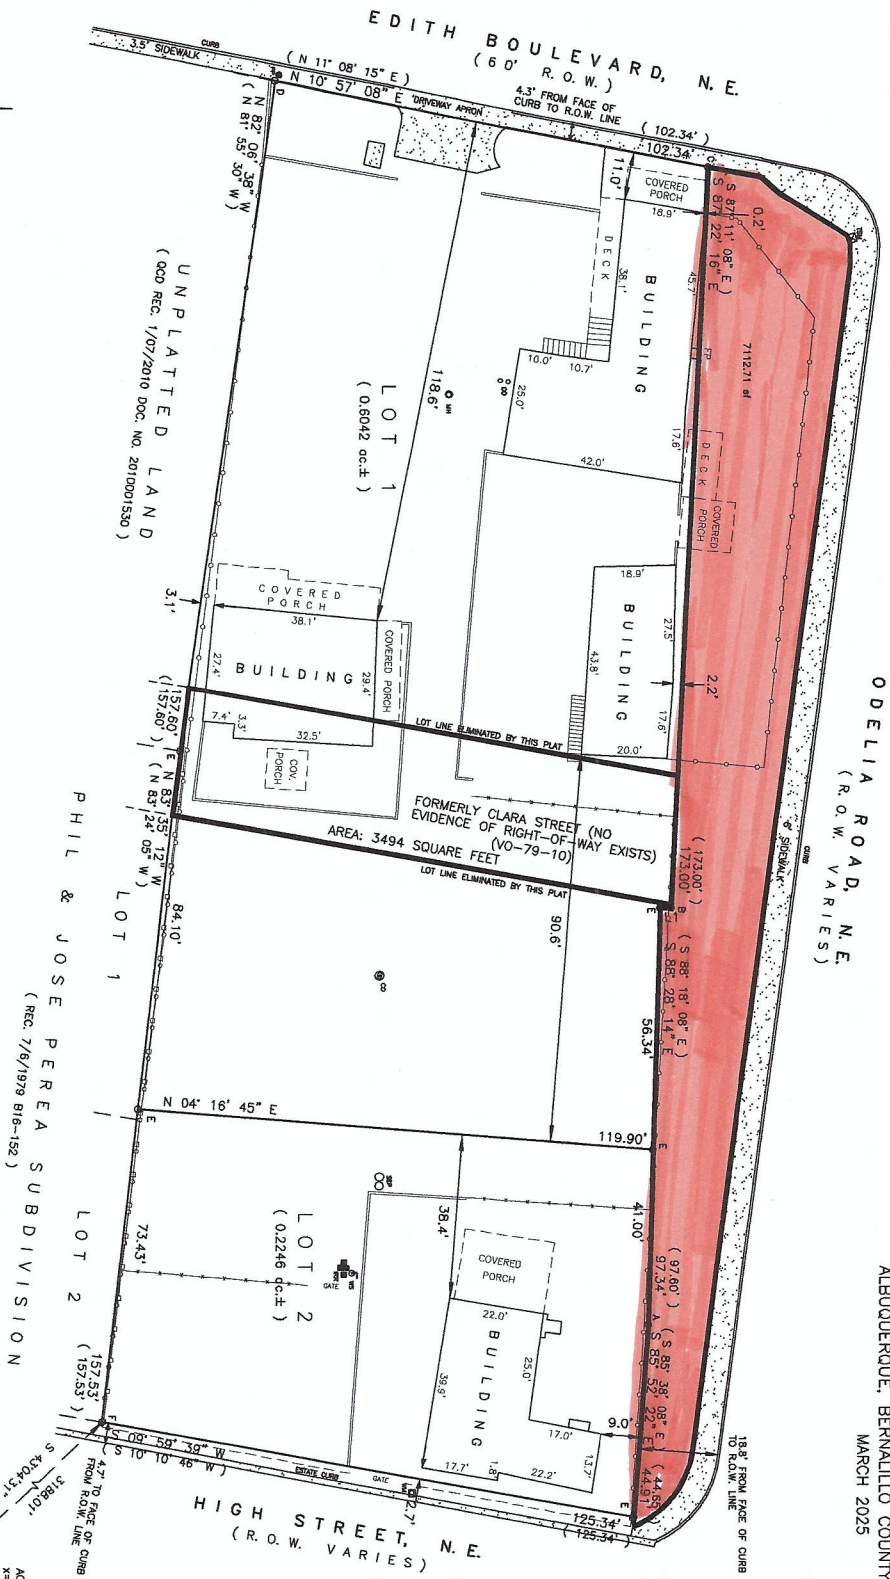 EDITH BOULEVARD, N.E.
( 60' R. O. W. )
CURB
3.5' SIDEWALK
( N 11° 08' 15" E )
N 10° 57' 08" E
DRIVEWAY APRON
4.3' FROM FACE OF
CURB TO R.O.W. LINE
( 102.34' )
102.34'
N 82° 06' 38" W
( N 81° 55' 30" W )
D
C
11.0'
COVERED
PORCH
18.9'
S 87° 11' 08" E )
S 87° 22' 16" E
0.2'
DECK
38.1'
BUILDING
45.7'
FP
7112.71 sf
10.0'
10.7'
25.0'
CO
MH
118.6'
LOT 1
( 0.6042 ac.± )
UNPLATTED LAND
( QCD REC. 1/07/2010 DOC. NO. 2010001530 )
42.0'
17.6'
DECK
COVERED
PORCH
18.9'
27.5'
BUILDING
43.8'
17.6'
20.0'
2.2'
COVERED
PORCH
38.1'
COVERED PORCH
27.4'
BUILDING
29.4'
3.1'
7.4'
3.3'
32.5'
COV.
PORCH
LOT LINE ELIMINATED BY THIS PLAT
FORMERLY CLARA STREET (NO
EVIDENCE OF RIGHT-OF-WAY EXISTS)
(VO-79-10)
AREA: 3494 SQUARE FEET
LOT LINE ELIMINATED BY THIS PLAT
157.60'
( 157.60' )
E
N 83° 35' 12" W
( N 83° 24' 05" W )
84.10'
ODELIA ROAD, N.E.
( R.O.W. VARIES )
CURB
6' SIDEWALK
( 173.00' )
173.00'
B
E
( S 88° 18' 08" E )
S 88° 28' 14" E
56.34'
90.6'
CO
LOT 1
PHIL & JOSE PEREA SUBDIVISION
( REC. 7/6/1979 B16-152 )
N 04° 16' 45" E
E
119.90'
E
41.00'
38.4'
LOT 2
( 0.2246 ac.± )
GATE
COVERED
PORCH
22.0'
BUILDING
25.0'
39.9'
17.0'
13.7'
17.7'
1.8'
22.2'
9.0'
( 97.60' )
97.34'
A
( S 85° 38' 08" E )
S 85° 52' 22" E
( 44.65' )
44.91'
E
18.8' FROM FACE OF CURB
TO R.O.W. LINE
73.43'
LOT 2
157.53'
( 157.53' )
S 09° 59' 39" W
( S 10° 10' 46" W )
ESTATE CURB
GATE
2.7'
125.34'
( 125.34' )
HIGH STREET, N.E.
( R.O.W. VARIES )
4.7' TO FACE OF CURB
FROM R.O.W. LINE
S 43°04'31"
3188.01'
ALBUQUERQUE, BERNALILLO COUNTY
MARCH 2025